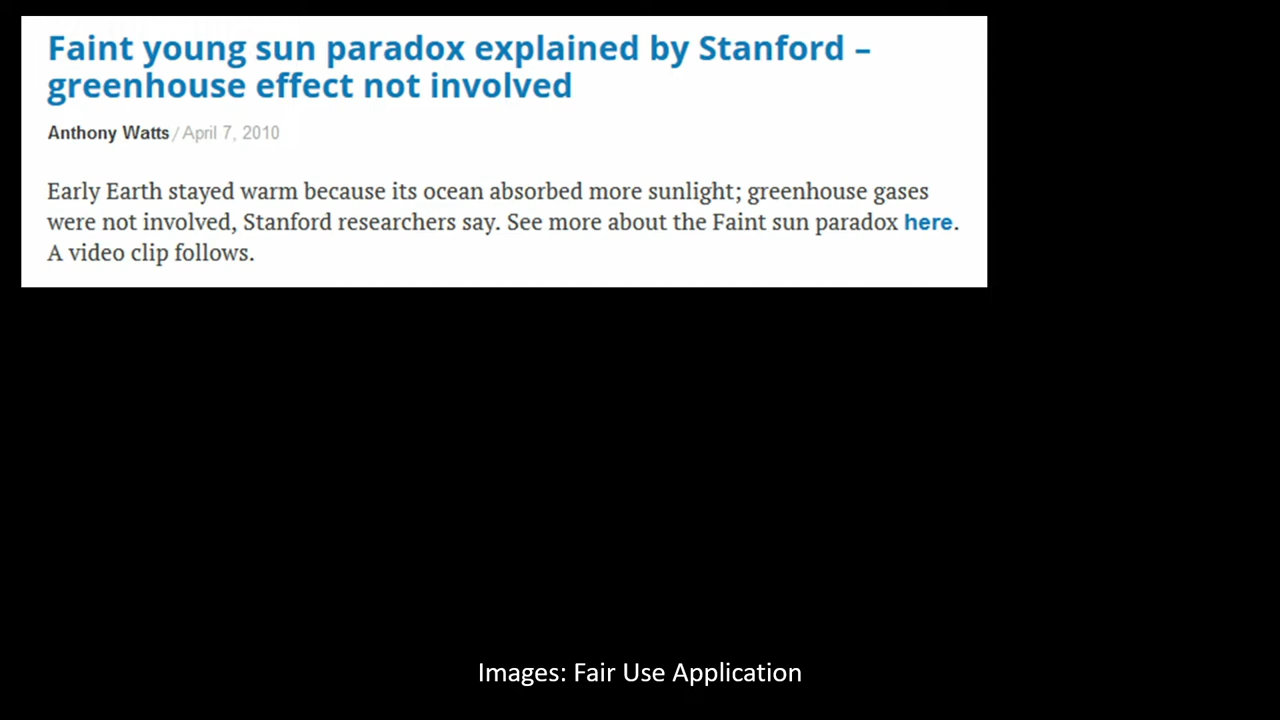 Faint young sun paradox explained by Stanford –
greenhouse effect not involved
Anthony Watts / April 7, 2010
Early Earth stayed warm because its ocean absorbed more sunlight; greenhouse gases
were not involved, Stanford researchers say. See more about the Faint sun paradox here.
A video clip follows.
Images: Fair Use Application